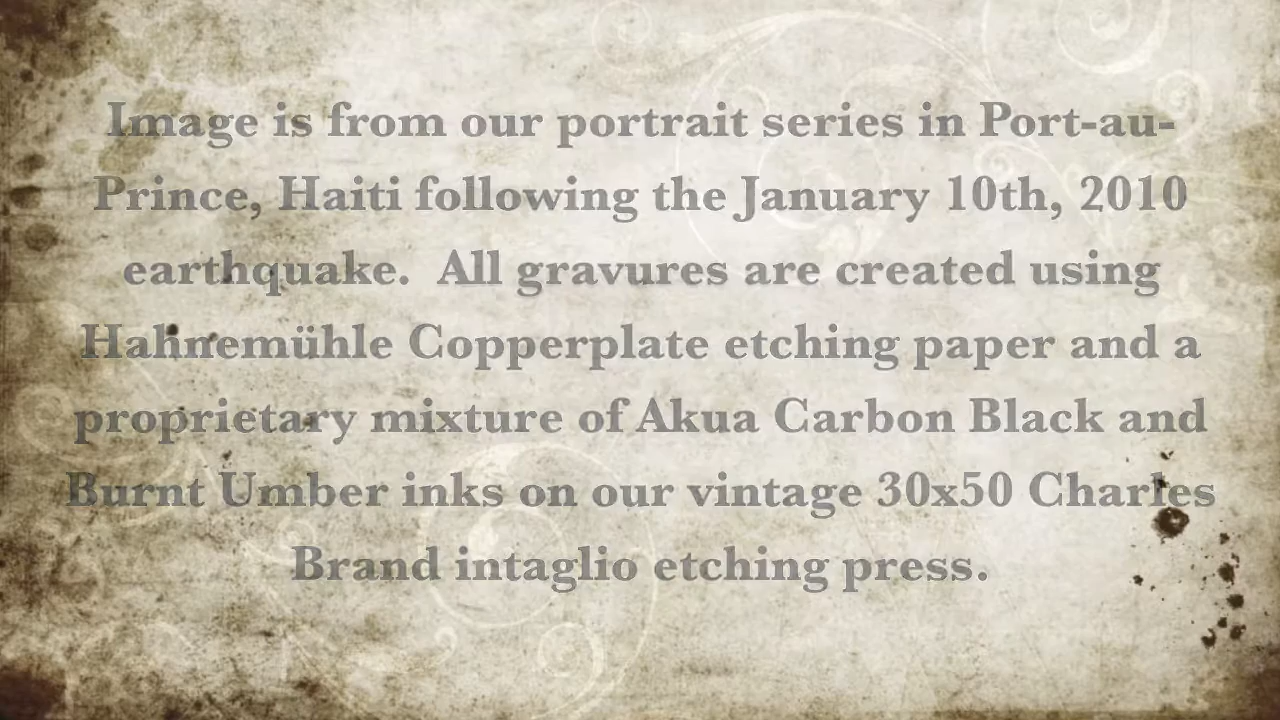 Image is from our portrait series in Port-au-
Prince, Haiti following the January 10th, 2010
earthquake.  All gravures are created using
Hahnemühle Copperplate etching paper and a
proprietary mixture of Akua Carbon Black and
Burnt Umber inks on our vintage 30x50 Charles
Brand intaglio etching press.